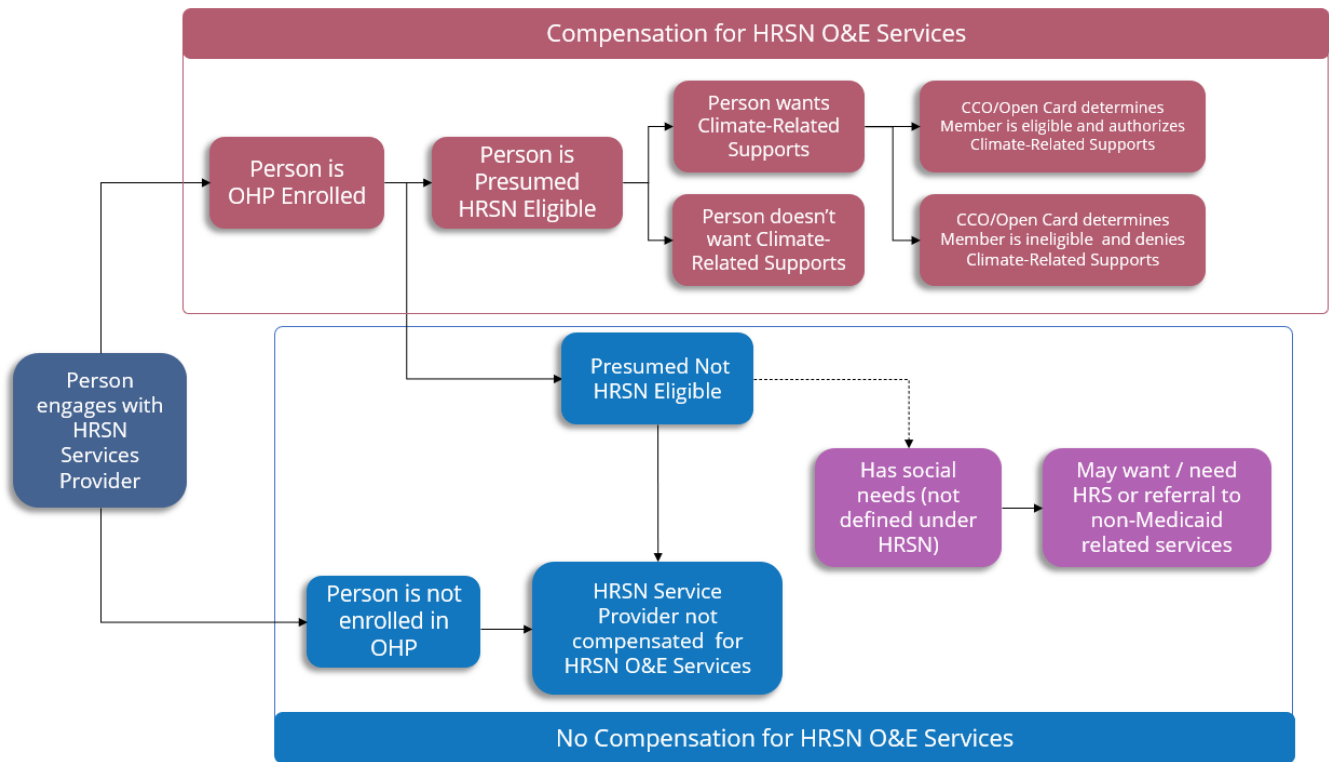 Compensation for HRSN O&E Services
Person is
OHP Enrolled
Person is
Presumed
HRSN Eligible
Person wants
Climate-Related
Supports
CCO/Open Card determines
Member is eligible and authorizes
Climate-Related Supports
Person doesn’t
want Climate-
Related Supports
CCO/Open Card determines
Member is ineligible and denies
Climate-Related Supports
Person
engages with
HRSN
Services
Provider
Presumed Not
HRSN Eligible
Has social
needs (not
defined under
HRSN)
May want / need
HRS or referral to
non-Medicaid
related services
Person is not
enrolled in
OHP
HRSN Service
Provider not
compensated for
HRSN O&E Services
No Compensation for HRSN O&E Services